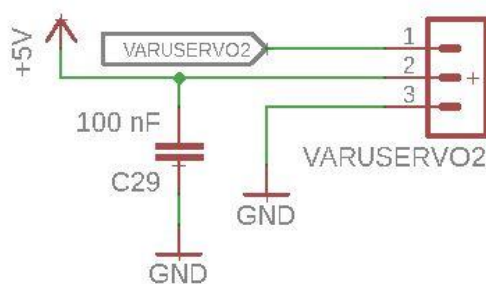 +5V
VARUSERVO2
1
2
3
+
100 nF
C29
VARUSERVO2
GND
GND